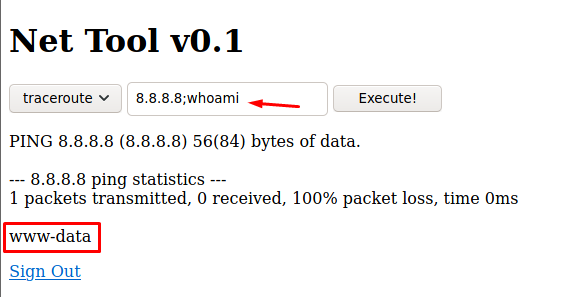 Net Tool v0.1
traceroute 8.8.8.8;whoami Execute!
PING 8.8.8.8 (8.8.8.8) 56(84) bytes of data.
--- 8.8.8.8 ping statistics ---
1 packets transmitted, 0 received, 100% packet loss, time 0ms
www-data
Sign Out